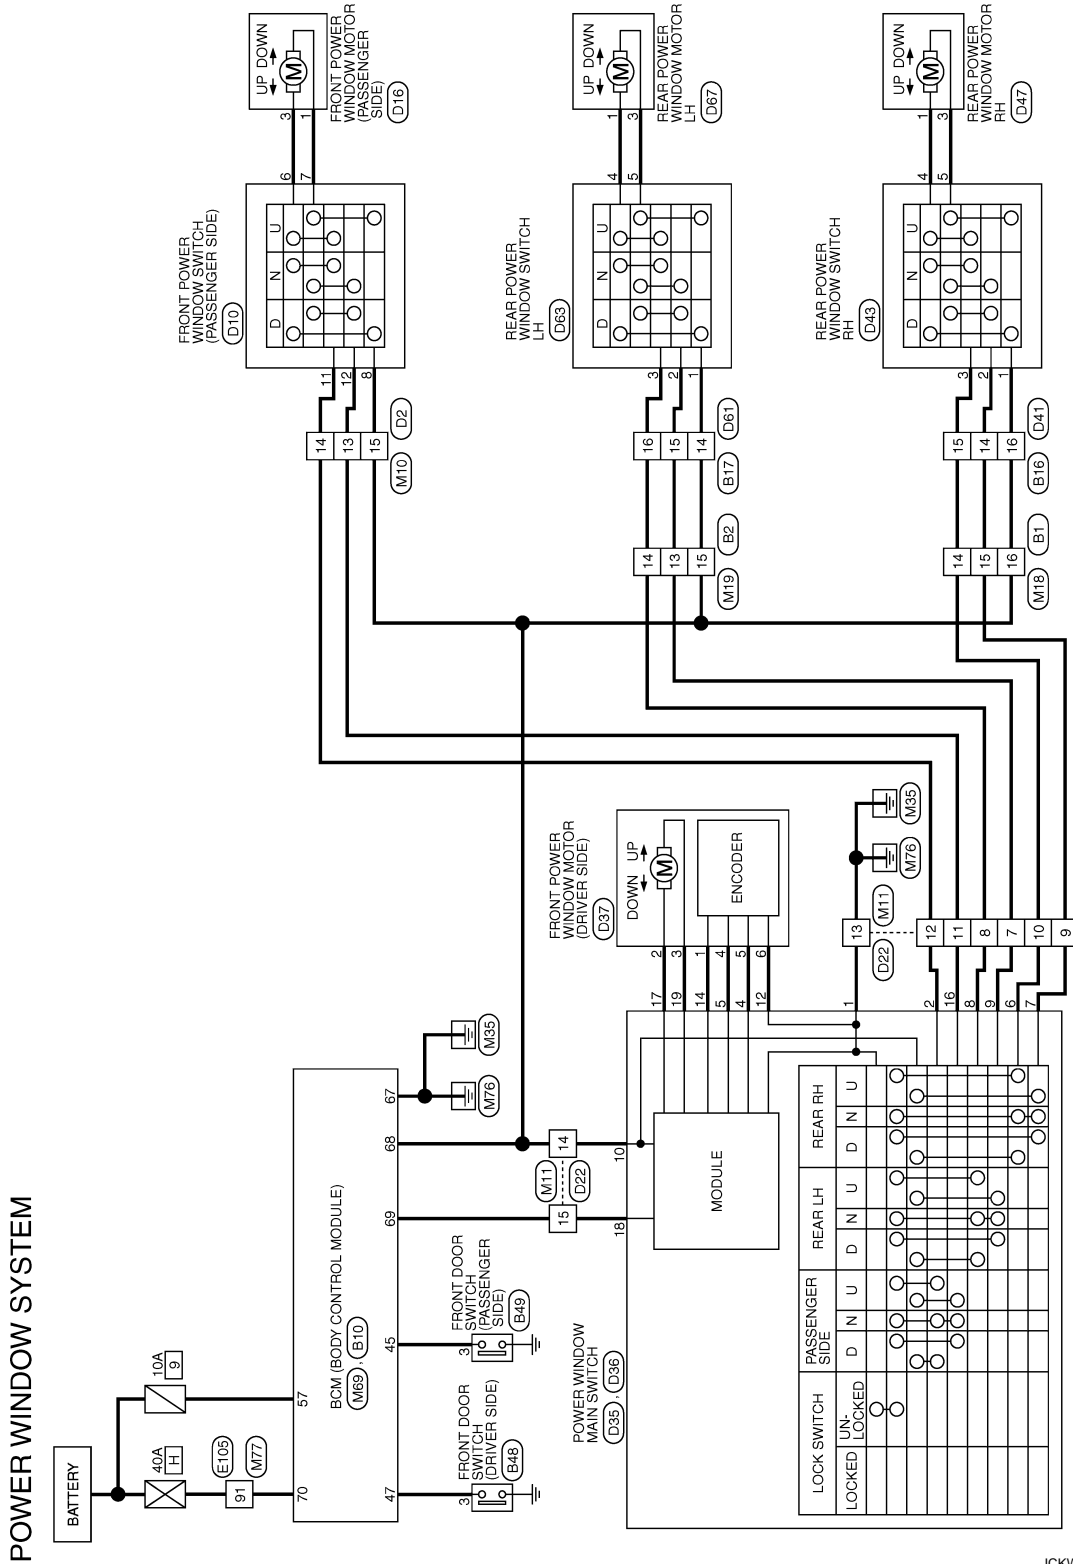 POWER WINDOW SYSTEM
BATTERY
40A
H
10A
9
E105
M77
91
70
57
BCM (BODY CONTROL MODULE)
M69 , B10
47
45
69
68
67
3
FRONT DOOR
SWITCH
(DRIVER SIDE)
B48
3
FRONT DOOR
SWITCH
(PASSENGER
SIDE)
B49
M76
M35
M11
D22
15
14
18
10
POWER WINDOW
MAIN SWITCH
D35 , D36
MODULE
17
19
14
5
4
12
1
2
16
8
9
6
7
2
3
1
4
5
6
FRONT POWER
WINDOW MOTOR
(DRIVER SIDE)
D37
DOWN UP
M
ENCODER
LOCK SWITCH
LOCKED
UN-
LOCKED
PASSENGER
SIDE
D
N
U
REAR LH
D
N
U
REAR RH
D
N
U
D22
M11
13
12
11
8
7
10
9
M76
M35
FRONT POWER
WINDOW SWITCH
(PASSENGER SIDE)
D10
D
N
U
11
12
8
14
13
15
M10
D2
6
7
3
1
UP DOWN
M
FRONT POWER
WINDOW MOTOR
(PASSENGER
SIDE)
D16
REAR POWER
WINDOW SWITCH
LH
D63
D
N
U
3
2
1
16
15
14
B17
D61
14
13
15
M19
B2
4
5
1
3
UP DOWN
M
REAR POWER
WINDOW MOTOR
LH
D67
REAR POWER
WINDOW SWITCH
RH
D43
D
N
U
3
2
1
15
14
16
B16
D41
14
15
16
M18
B1
4
5
1
3
UP DOWN
M
REAR POWER
WINDOW MOTOR
RH
D47